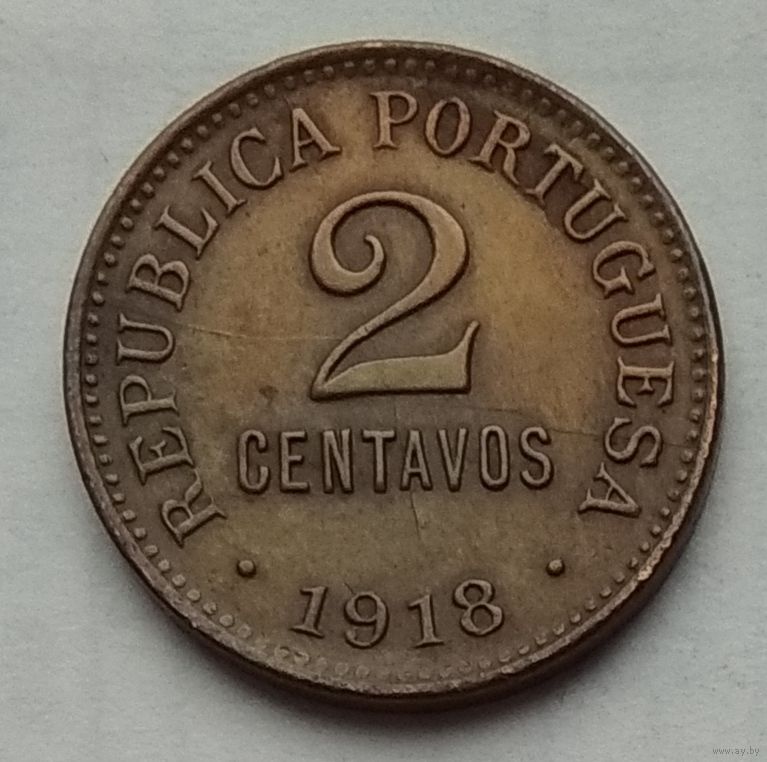 REPUBLICA PORTUGUESA
2
CENTAVOS
· 1918 ·
www.ay.by